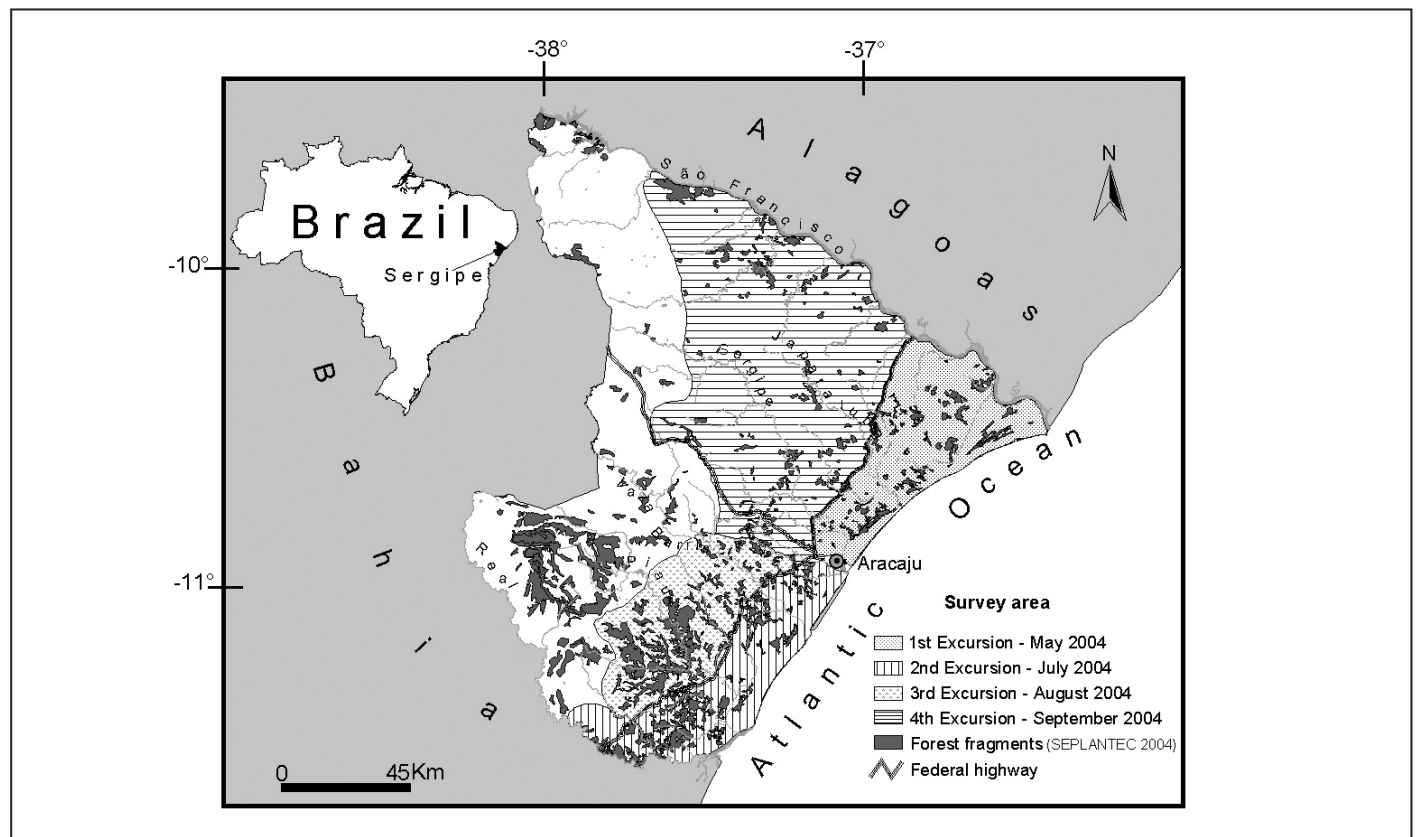 -38°
-37°
-10°
-11°
Alagoas
N
São Francisco
Brazil
Sergipe
Bahia
Japaratuba
Sergipe
Vaza Barris
Real
Piauí
Aracaju
Atlantic Ocean
Survey area
1st Excursion - May 2004
2nd Excursion - July 2004
3rd Excursion - August 2004
4th Excursion - September 2004
Forest fragments (SEPLANTEC 2004)
Federal highway
0 45Km